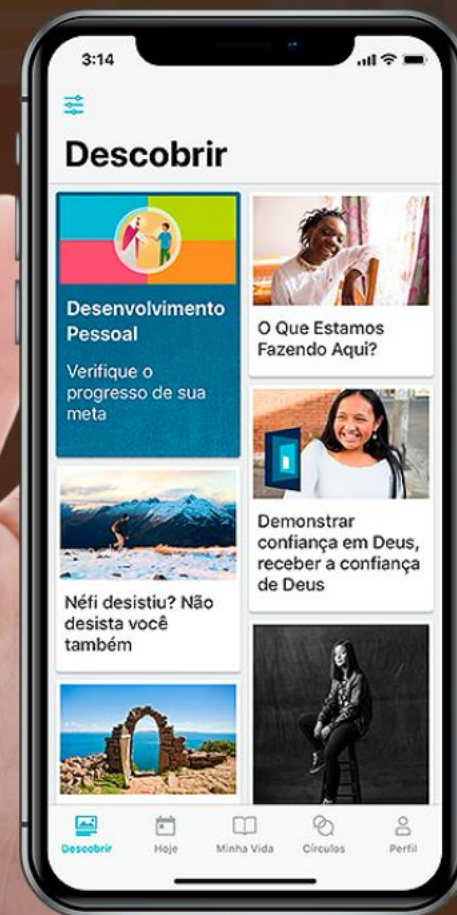 3:14
Descobrir
Desenvolvimento
Pessoal
Verifique o
progresso de sua
meta
Néfi desistiu? Não
desista você
também
O Que Estamos
Fazendo Aqui?
Demonstrar
confiança em Deus,
receber a confiança
de Deus
Descobrir
Hoje
Minha Vida
Círculos
Perfil